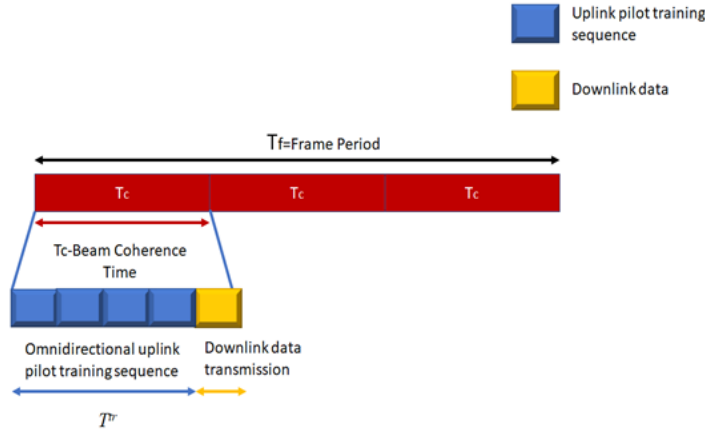 Uplink pilot training
sequence
Downlink data
Tf=Frame Period
Tc
Tc
Tc
Tc-Beam Coherence
Time
Omnidirectional uplink
pilot training sequence
Downlink data
transmission
Tᵗʳ